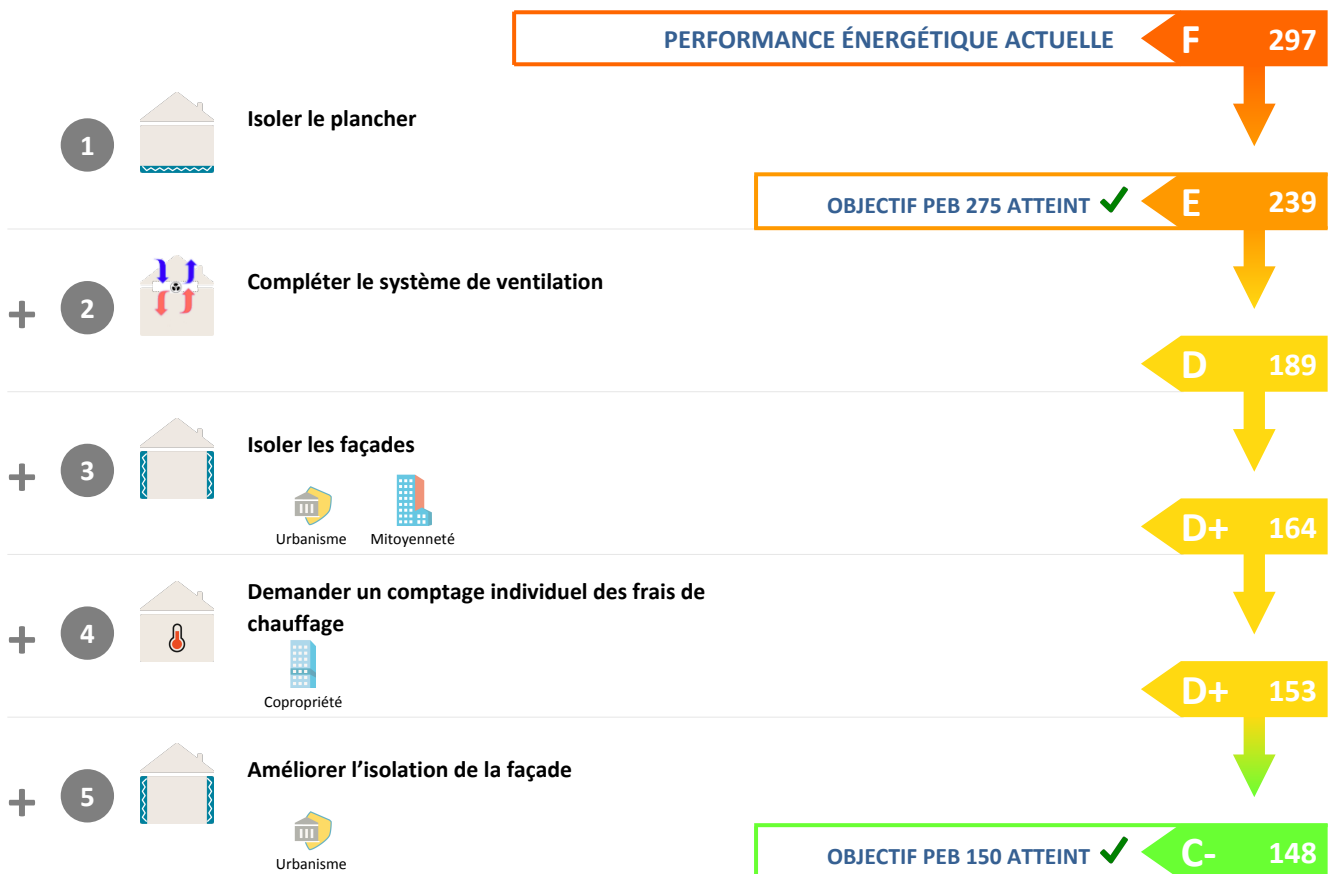 PERFORMANCE ÉNERGÉTIQUE ACTUELLE F 297
1 Isoler le plancher
OBJECTIF PEB 275 ATTEINT E 239
+ 2 Compléter le système de ventilation
D 189
+ 3 Isoler les façades
Urbanisme Mitoyenneté
D+ 164
+ 4 Demander un comptage individuel des frais de
chauffage
Copropriété
D+ 153
+ 5 Améliorer l’isolation de la façade
Urbanisme
OBJECTIF PEB 150 ATTEINT C- 148